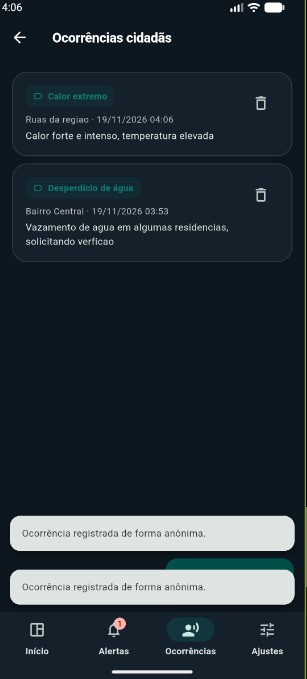 4:06
Ocorrências cidadãs
Calor extremo
Ruas da regiao · 19/11/2026 04:06
Calor forte e intenso, temperatura elevada
Desperdício de água
Bairro Central · 19/11/2026 03:53
Vazamento de agua em algumas residencias,
solicitando verficao
Ocorrência registrada de forma anônima.
Ocorrência registrada de forma anônima.
1
Início
Alertas
Ocorrências
Ajustes